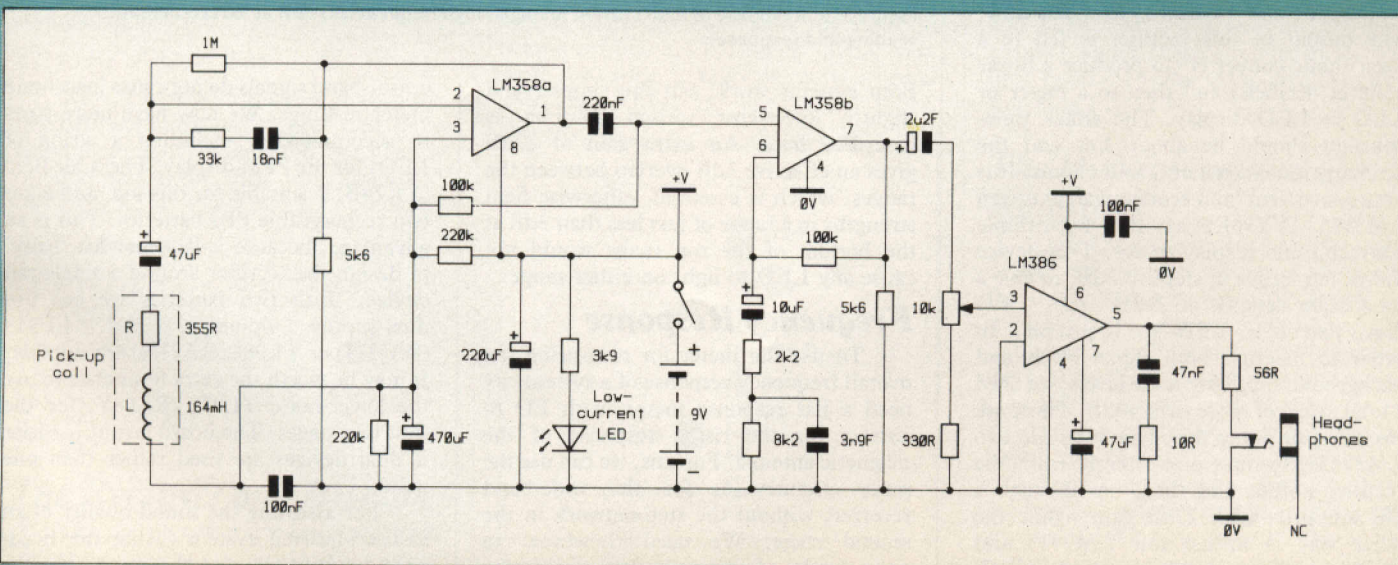 1M
LM358a
LM358b
2
1
220nF
5
7
2u2F
3
8
6
+
33k
18nF
4
+V
0V
+V
100k
100nF
+
47uF
5k6
220k
100k
0V
LM386
+
10uF
5k6
10k
3
6
5
R
355R
+
220uF
3k9
+
2k2
2
7
Pick-up
coil
4
47nF
56R
L
164mH
Low-
current
LED
9V
Head-
phones
220k
+
470uF
8k2
3n9F
330R
+
47uF
10R
-
100nF
0V
NC